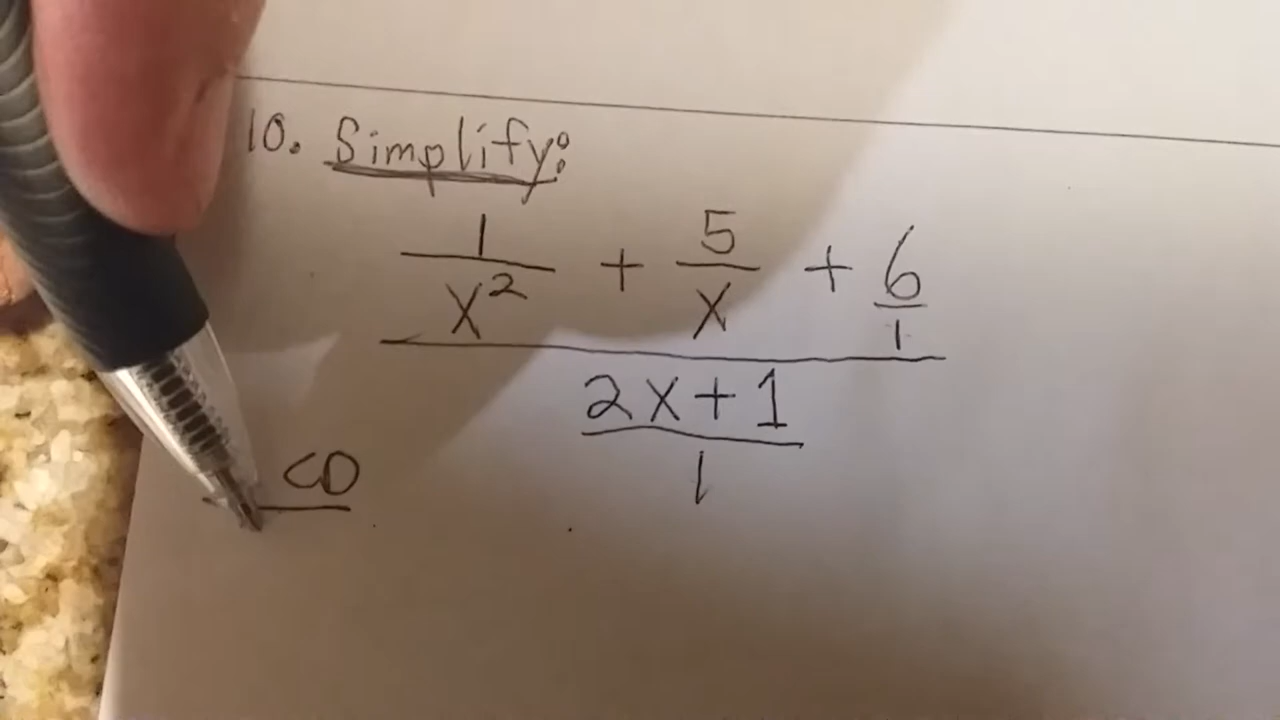 10. Simplify:
1/x² + 5/x + 6/1
2x+1
1
CD